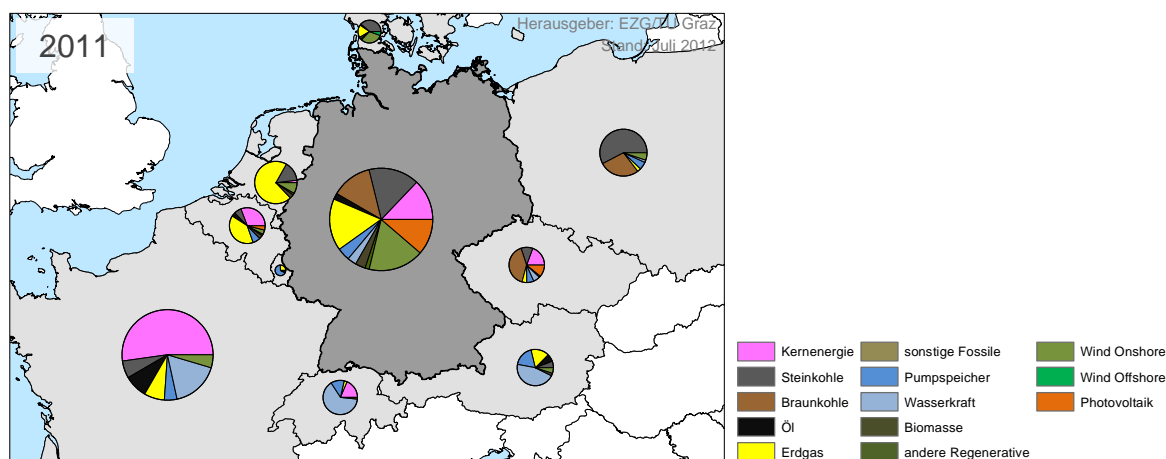 2011
Herausgeber: EZG/TU Graz
Stand: Juli 2012
Kernenergie
Steinkohle
Braunkohle
Öl
Erdgas
sonstige Fossile
Pumpspeicher
Wasserkraft
Biomasse
andere Regenerative
Wind Onshore
Wind Offshore
Photovoltaik